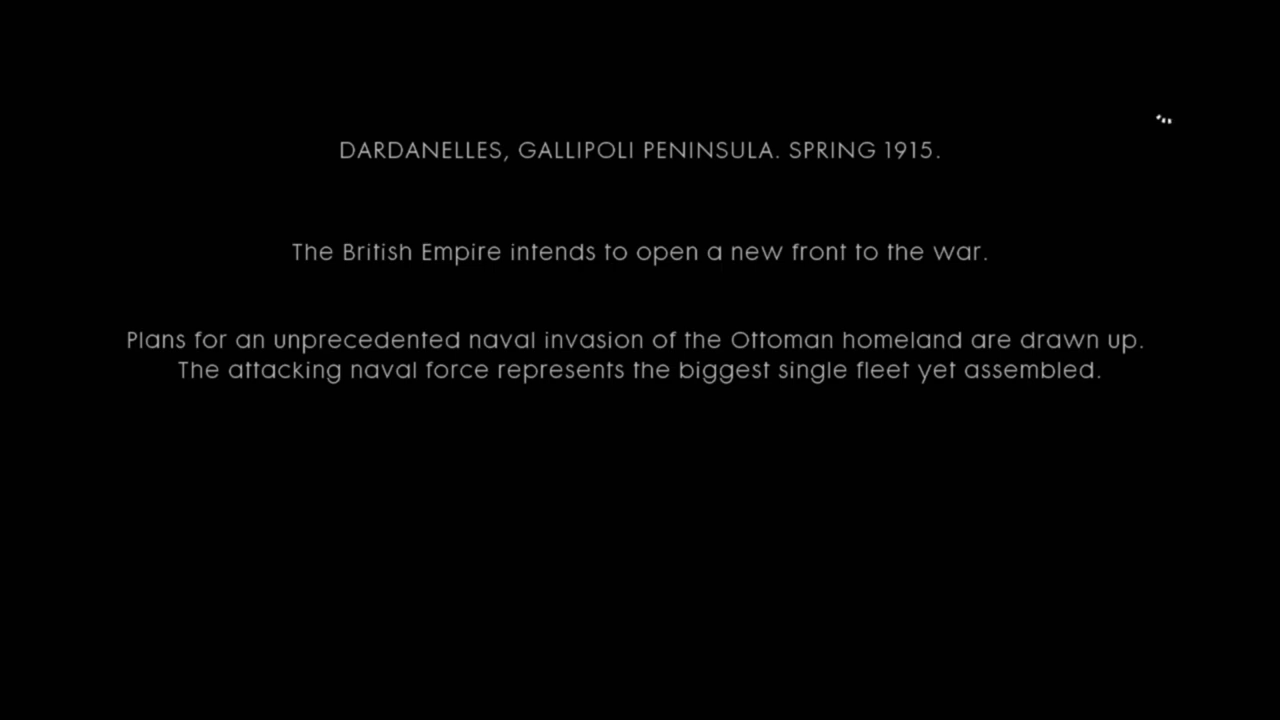 DARDANELLES, GALLIPOLI PENINSULA. SPRING 1915.
The British Empire intends to open a new front to the war.
Plans for an unprecedented naval invasion of the Ottoman homeland are drawn up.
The attacking naval force represents the biggest single fleet yet assembled.